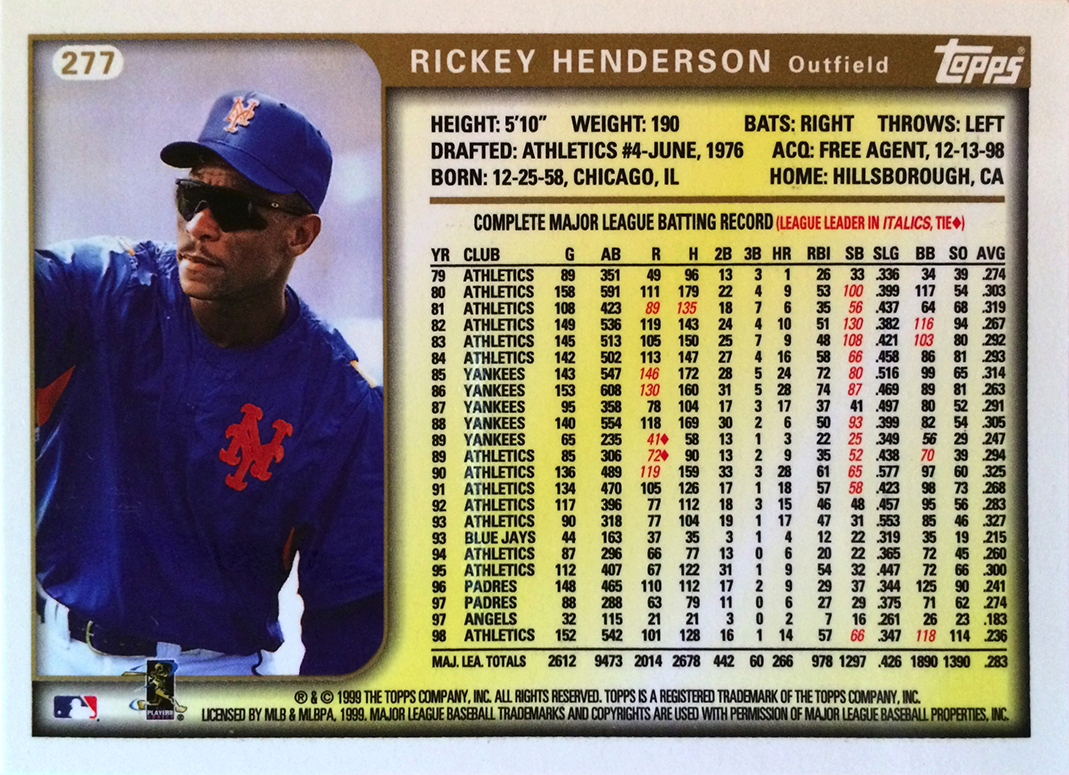 277
RICKEY HENDERSON Outfield
TOPPS®
HEIGHT: 5'10" WEIGHT: 190 BATS: RIGHT THROWS: LEFT
DRAFTED: ATHLETICS #4-JUNE, 1976 ACQ: FREE AGENT, 12-13-98
BORN: 12-25-58, CHICAGO, IL HOME: HILLSBOROUGH, CA
COMPLETE MAJOR LEAGUE BATTING RECORD (LEAGUE LEADER IN ITALICS, TIE♦)
YR CLUB G AB R H 2B 3B HR RBI SB SLG BB SO AVG
79 ATHLETICS 89 351 49 96 13 3 1 26 33 .336 34 39 .274
80 ATHLETICS 158 591 111 179 22 4 9 53 100 .399 117 54 .303
81 ATHLETICS 108 423 89 135 18 7 6 35 56 .437 64 68 .319
82 ATHLETICS 149 536 119 143 24 4 10 51 130 .382 116 94 .267
83 ATHLETICS 145 513 105 150 25 7 9 48 108 .421 103 80 .292
84 ATHLETICS 142 502 113 147 27 4 16 58 66 .458 86 81 .293
85 YANKEES 143 547 146 172 28 5 24 72 80 .516 99 65 .314
86 YANKEES 153 608 130 160 31 5 28 74 87 .469 89 81 .263
87 YANKEES 95 358 78 104 17 3 17 37 41 .497 80 52 .291
88 YANKEES 140 554 118 169 30 2 6 50 93 .399 82 54 .305
89 YANKEES 65 235 41♦ 58 13 1 3 22 25 .349 56 29 .247
89 ATHLETICS 85 306 72♦ 90 13 2 9 35 52 .438 70 39 .294
90 ATHLETICS 136 489 119 159 33 3 28 61 65 .577 97 60 .325
91 ATHLETICS 134 470 105 126 17 1 18 57 58 .423 98 73 .268
92 ATHLETICS 117 396 77 112 18 3 15 46 48 .457 95 56 .283
93 ATHLETICS 90 318 77 104 19 1 17 47 31 .553 85 46 .327
93 BLUE JAYS 44 163 37 35 3 1 4 12 22 .319 35 19 .215
94 ATHLETICS 87 296 66 77 13 0 6 20 22 .365 72 45 .260
95 ATHLETICS 112 407 67 122 31 1 9 54 32 .447 72 66 .300
96 PADRES 148 465 110 112 17 2 9 29 37 .344 125 90 .241
97 PADRES 88 288 63 79 11 0 6 27 29 .375 71 62 .274
97 ANGELS 32 115 21 21 3 0 2 7 16 .261 26 23 .183
98 ATHLETICS 152 542 101 128 16 1 14 57 66 .347 118 114 .236
MAJ. LEA. TOTALS 2612 9473 2014 2678 442 60 266 978 1297 .426 1890 1390 .283
PLAYERS
® & © 1999 THE TOPPS COMPANY, INC. ALL RIGHTS RESERVED. TOPPS IS A REGISTERED TRADEMARK OF THE TOPPS COMPANY, INC.
LICENSED BY MLB & MLBPA, 1999. MAJOR LEAGUE BASEBALL TRADEMARKS AND COPYRIGHTS ARE USED WITH PERMISSION OF MAJOR LEAGUE BASEBALL PROPERTIES, INC.